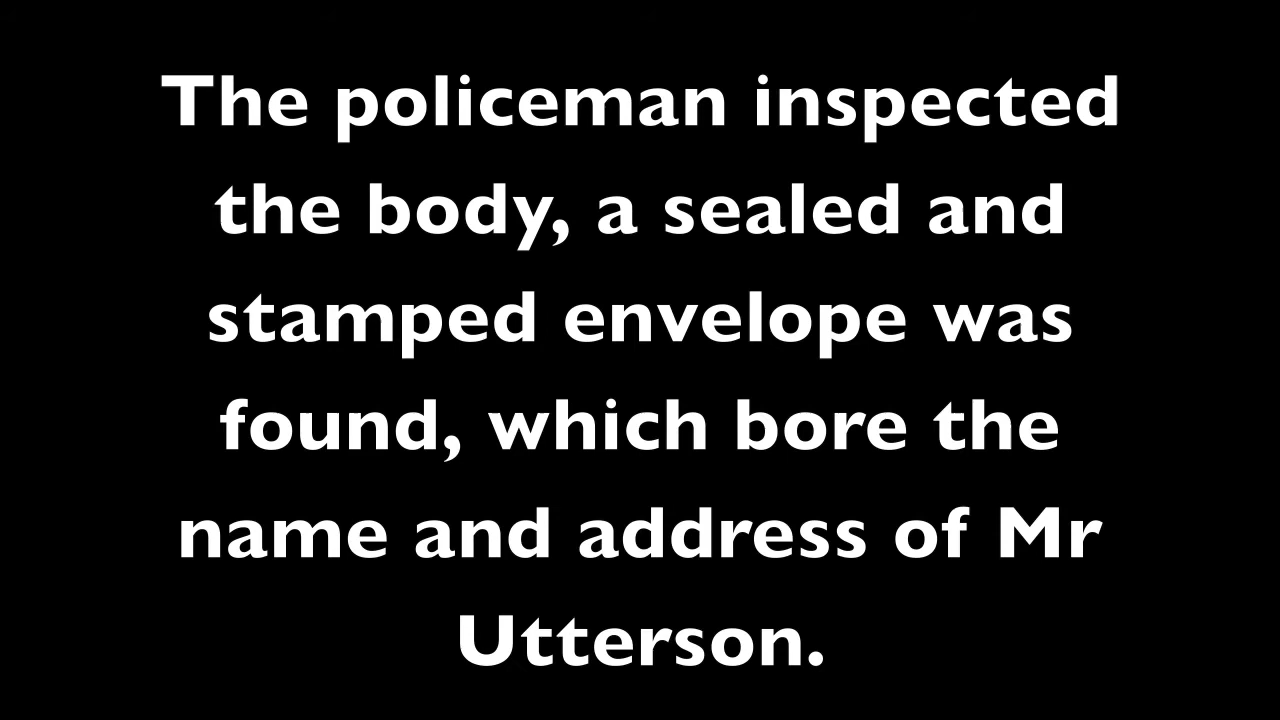 The policeman inspected
the body, a sealed and
stamped envelope was
found, which bore the
name and address of Mr
Utterson.